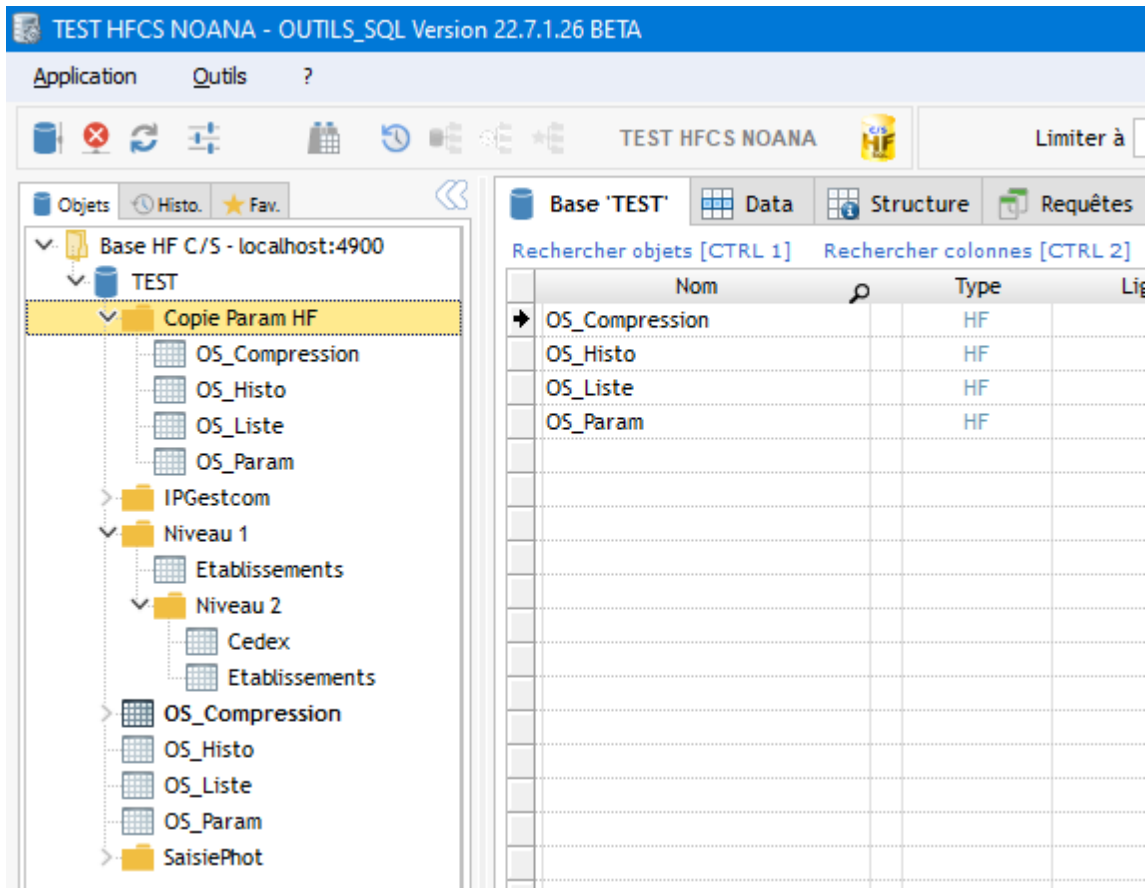 TEST HFCS NOANA - OUTILS_SQL Version 22.7.1.26 BETA
Application Outils ?
TEST HFCS NOANA C/S HF SQL Limiter à
Objets Histo. Fav.
Base HF C/S - localhost:4900
TEST
Copie Param HF
OS_Compression
OS_Histo
OS_Liste
OS_Param
IPGestcom
Niveau 1
Etablissements
Niveau 2
Cedex
Etablissements
OS_Compression
OS_Histo
OS_Liste
OS_Param
SaisiePhot
Base 'TEST' Data Structure Requêtes
Rechercher objets [CTRL 1] Rechercher colonnes [CTRL 2]
Nom Type
OS_Compression HF
OS_Histo HF
OS_Liste HF
OS_Param HF